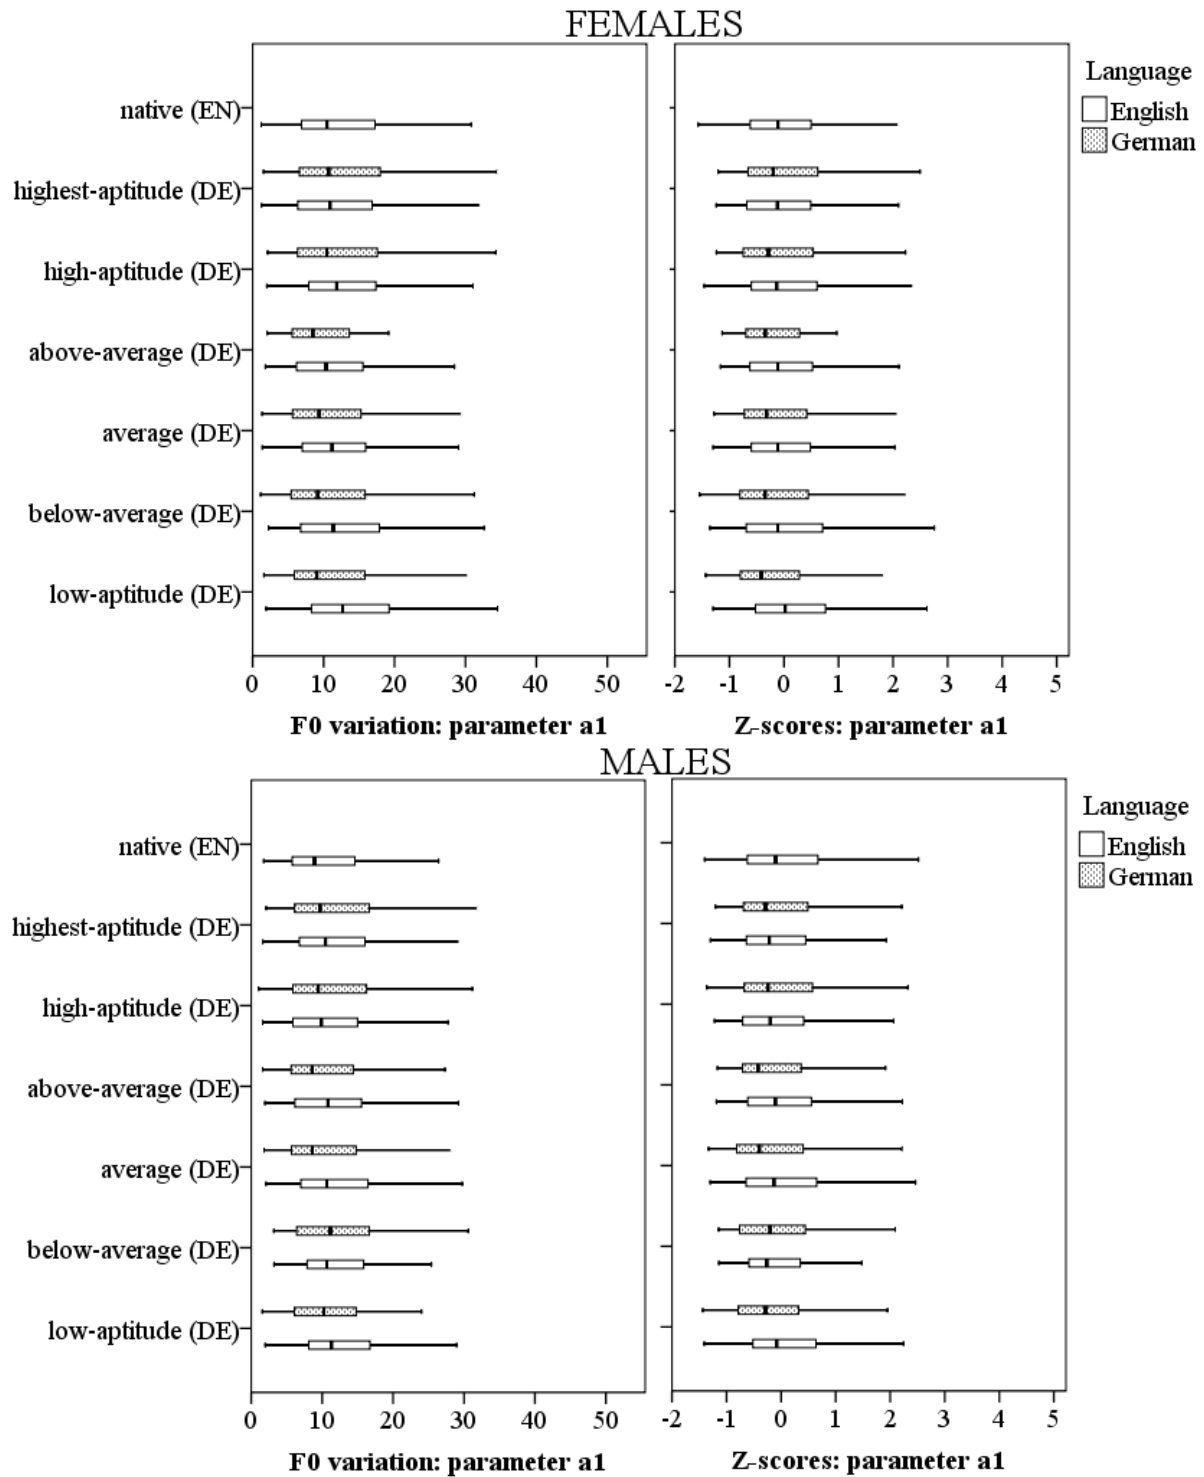 FEMALES
Language
English
German
native (EN)
highest-aptitude (DE)
high-aptitude (DE)
above-average (DE)
average (DE)
below-average (DE)
low-aptitude (DE)
0 10 20 30 40 50
-2 -1 0 1 2 3 4 5
F0 variation: parameter a1
Z-scores: parameter a1
MALES
Language
English
German
native (EN)
highest-aptitude (DE)
high-aptitude (DE)
above-average (DE)
average (DE)
below-average (DE)
low-aptitude (DE)
0 10 20 30 40 50
-2 -1 0 1 2 3 4 5
F0 variation: parameter a1
Z-scores: parameter a1